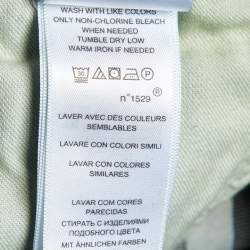 WASH WITH LIKE COLORS
ONLY NON-CHLORINE BLEACH
WHEN NEEDED
TUMBLE DRY LOW
WARM IRON IF NEEDED
30 P
n°1529 ®
LAVER AVEC DES COULEURS
SEMBLABLES
LAVARE CON COLORI SIMILI
LAVAR CON COLORES
SIMILARES
LAVAR COM CORES
PARECIDAS
СТИРАТЬ С ИЗДЕЛИЯМИ
ПОДОБНОГО ЦВЕТА
MIT ÄHNLICHEN FARBEN